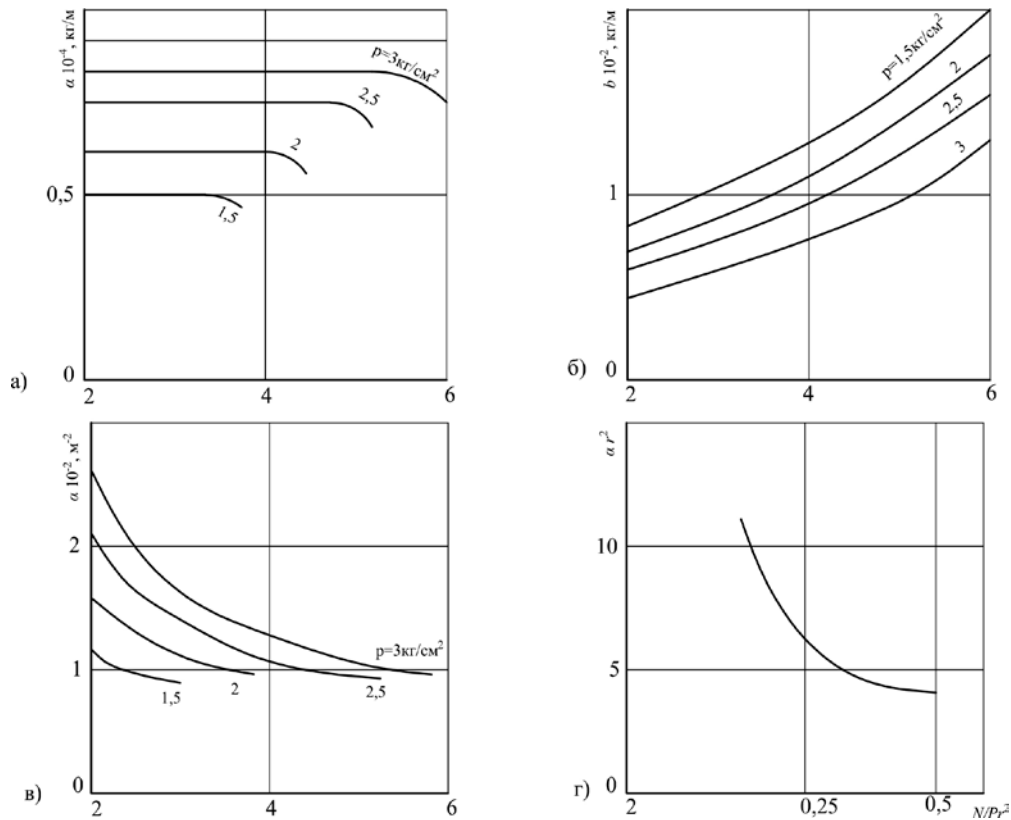 a 10⁻⁴, кг/м
p=3кг/см²
2,5
2
1,5
0,5
0
2
4
6
а)
b 10⁻², кг/м
p=1,5кг/см²
2
2,5
3
1
0
2
4
6
б)
α 10⁻², м⁻²
2
1
0
p=3кг/см²
1,5
2
2,5
2
4
6
в)
α r²
10
5
0
2
0,25
0,5
N/Pr²
г)